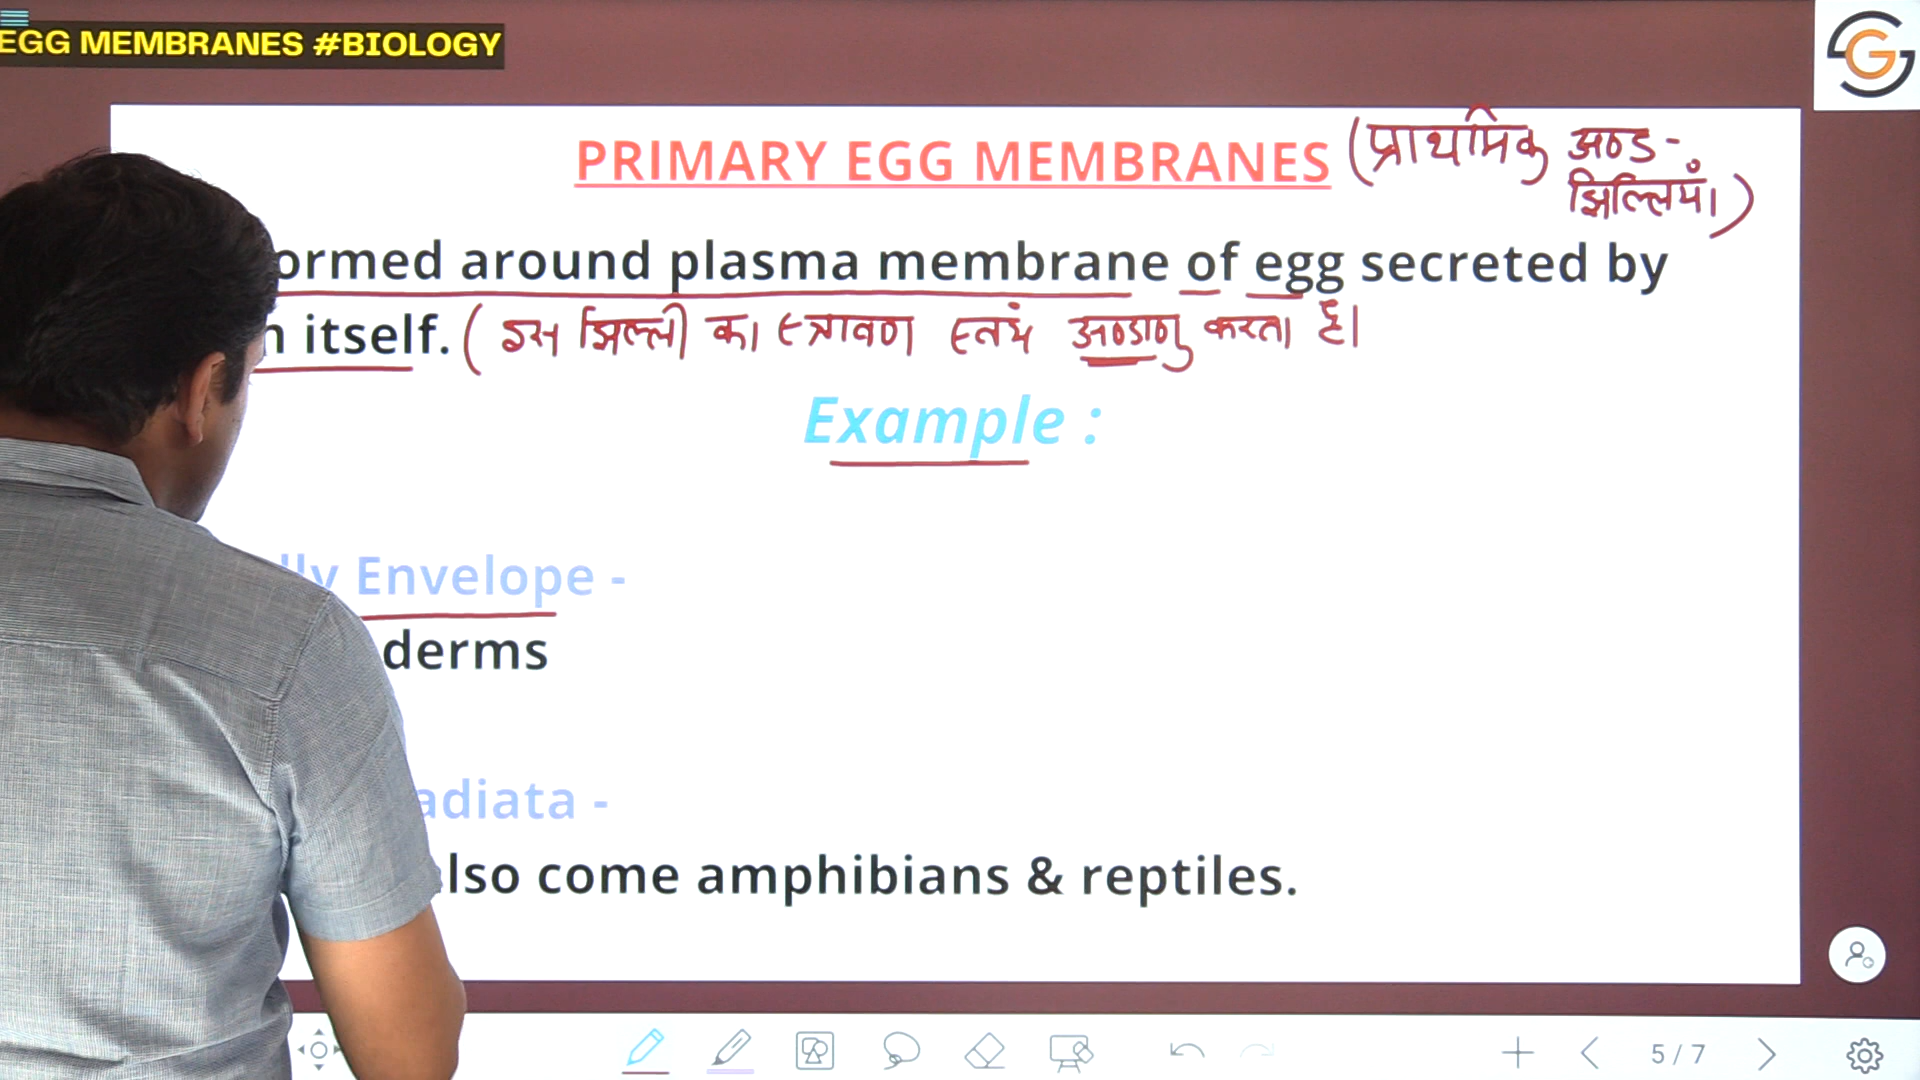 EGG MEMBRANES #BIOLOGY
PRIMARY EGG MEMBRANES (प्राथमिक अण्ड-
झिल्लियाँ।)
ormed around plasma membrane of egg secreted by
itself. (इस झिल्ली का स्त्रावण स्वयं अण्डाणु करता है।
Example :
lly Envelope -
derms
adiata -
lso come amphibians & reptiles.
5 / 7